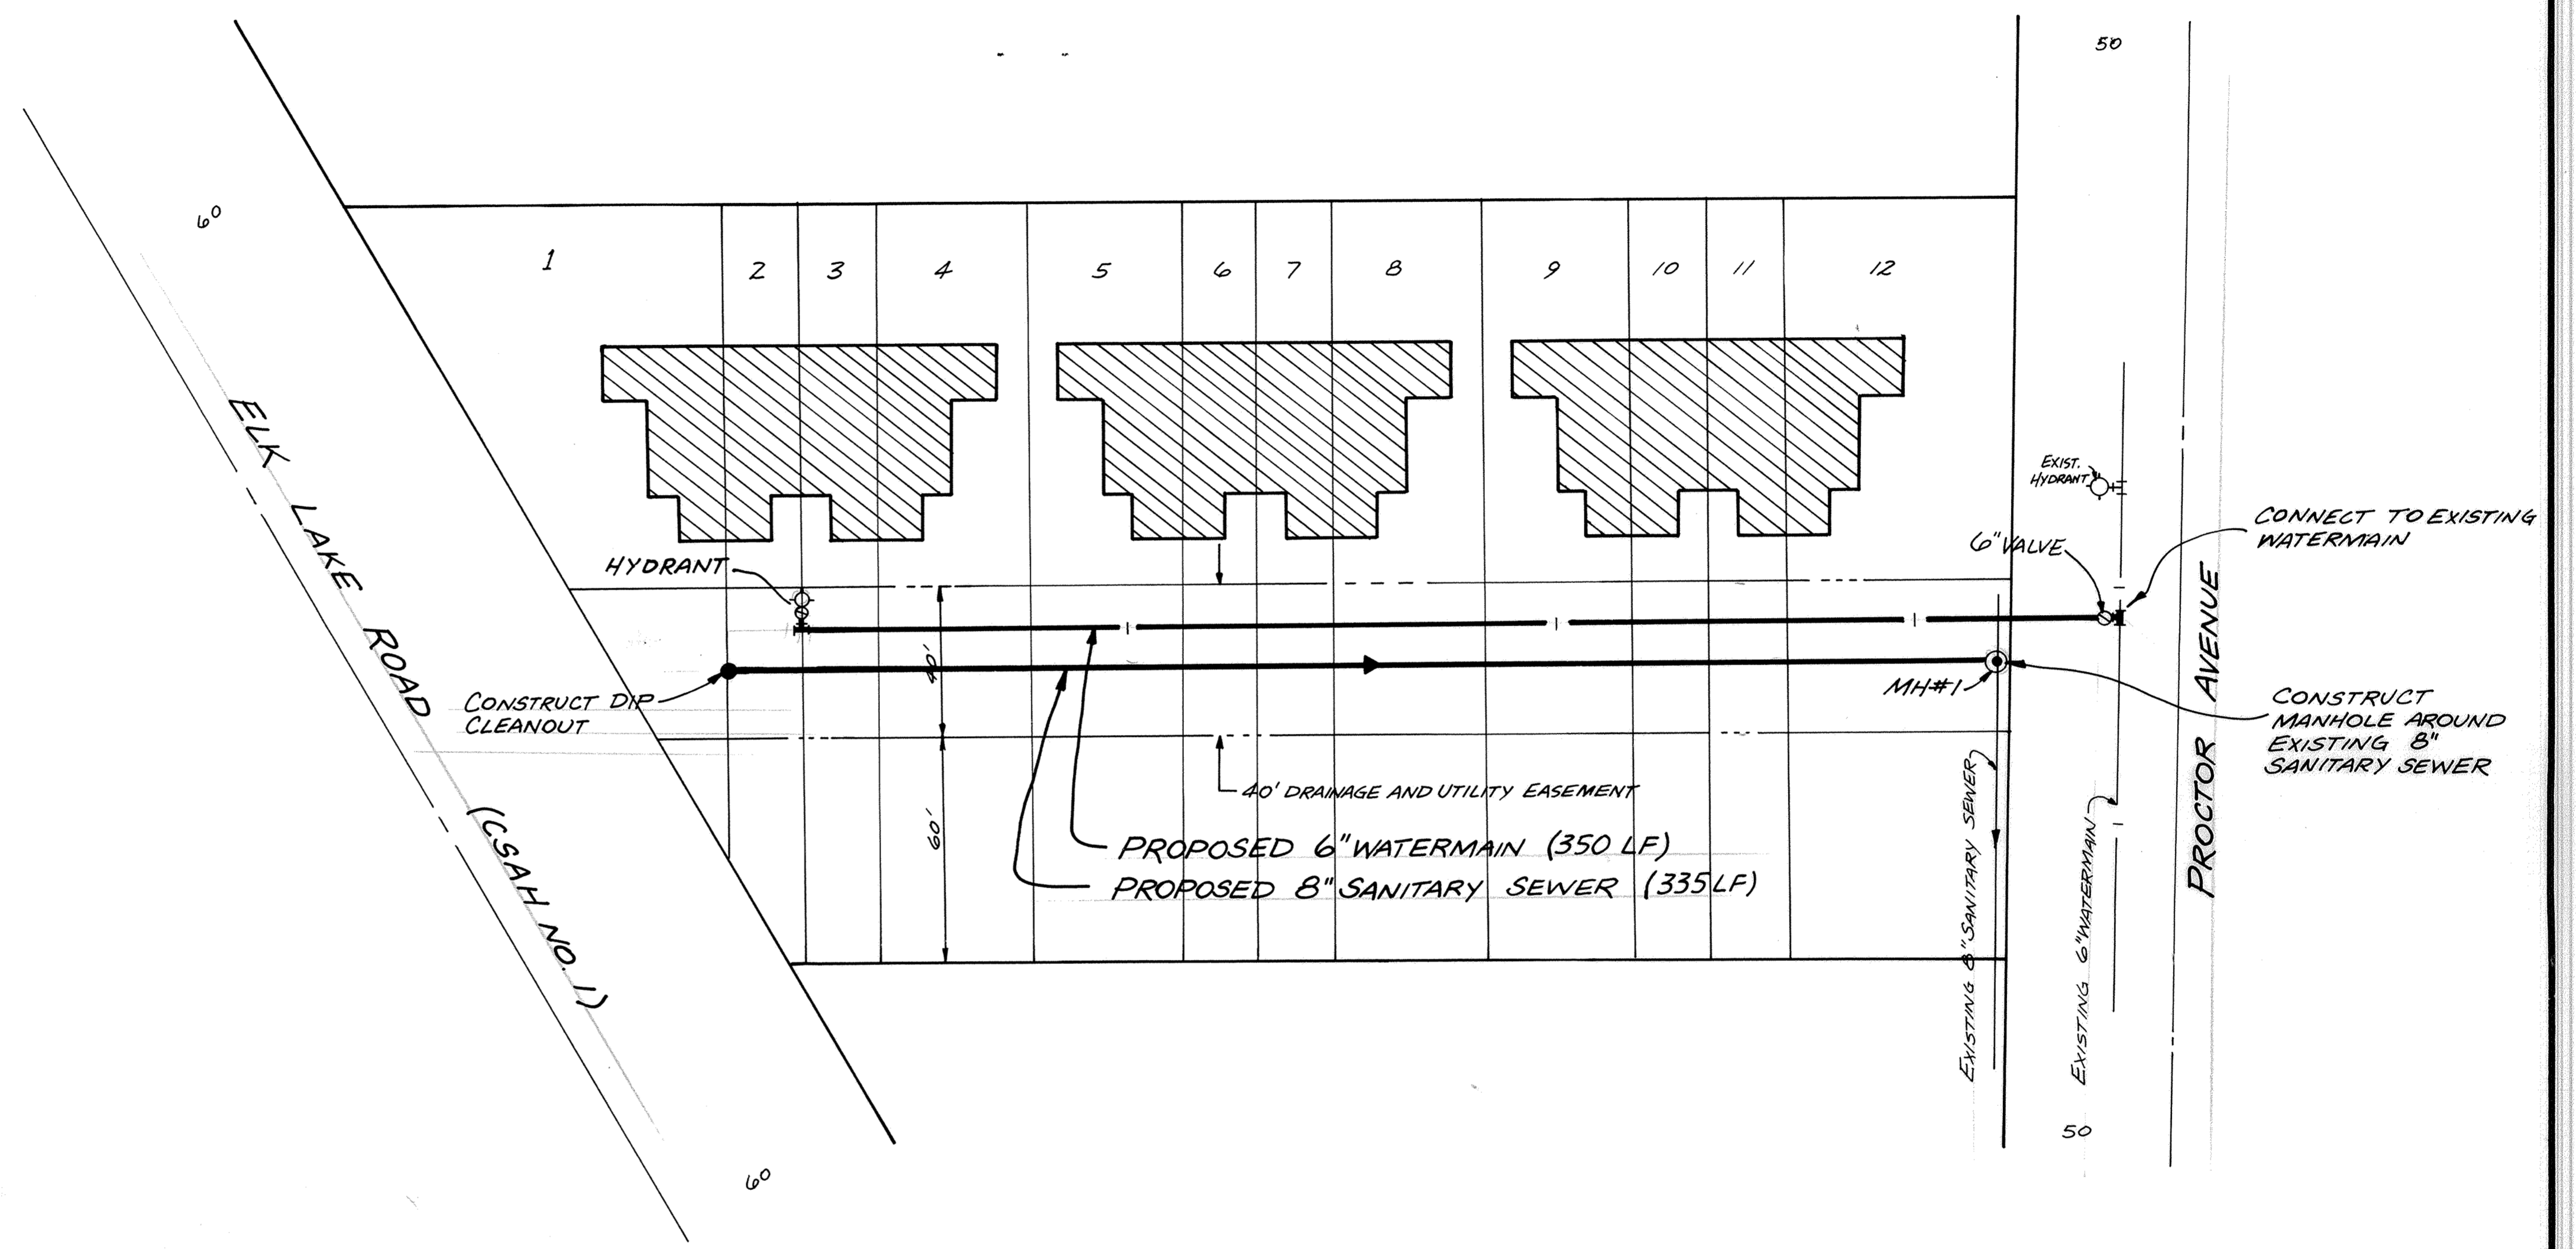 50
60
1
2
3
4
5
6
7
8
9
10
11
12
ELK LAKE ROAD (CSAH NO. 1)
EXIST.
HYDRANT
CONNECT TO EXISTING
WATERMAIN
6" VALVE
HYDRANT
40'
CONSTRUCT DIP
CLEANOUT
MH#1
CONSTRUCT
MANHOLE AROUND
EXISTING 8"
SANITARY SEWER
PROCTOR AVENUE
40' DRAINAGE AND UTILITY EASEMENT
60'
PROPOSED 6" WATERMAIN (350 LF)
PROPOSED 8" SANITARY SEWER (335 LF)
EXISTING 8" SANITARY SEWER
EXISTING 6" WATERMAIN
50
60